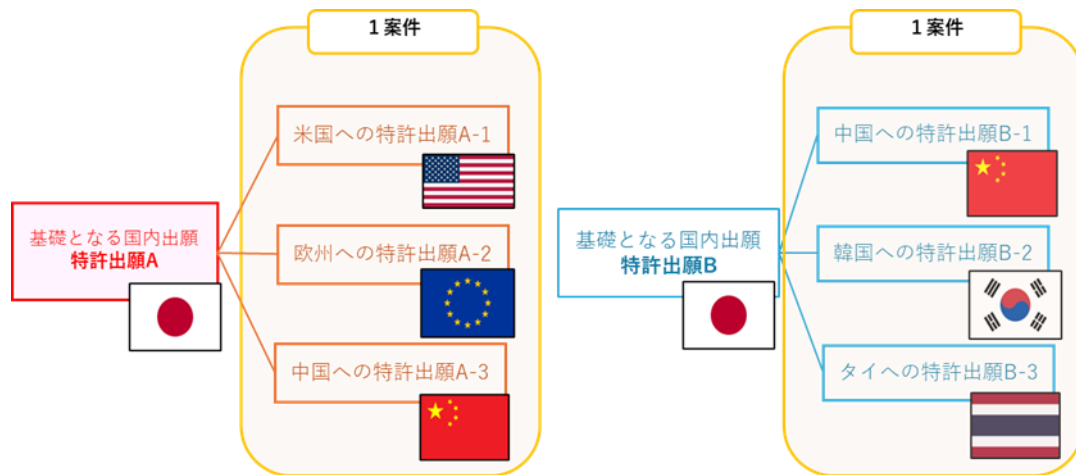 1案件
米国への特許出願A-1
基礎となる国内出願
特許出願A
欧州への特許出願A-2
中国への特許出願A-3
1案件
中国への特許出願B-1
基礎となる国内出願
特許出願B
韓国への特許出願B-2
タイへの特許出願B-3